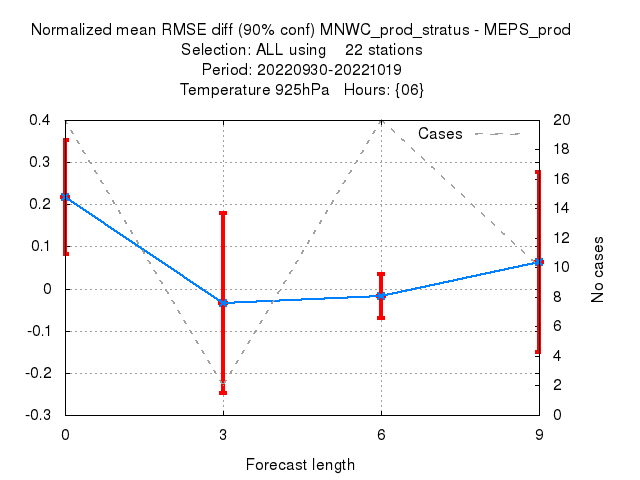 Normalized mean RMSE diff (90% conf) MNWC_prod_stratus - MEPS_prod
Selection: ALL using 22 stations
Period: 20220930-20221019
Temperature 925hPa Hours: {06}
Cases
0.4
0.3
0.2
0.1
0
-0.1
-0.2
-0.3
20
18
16
14
12
10
8
6
4
2
0
No cases
0 3 6 9
Forecast length